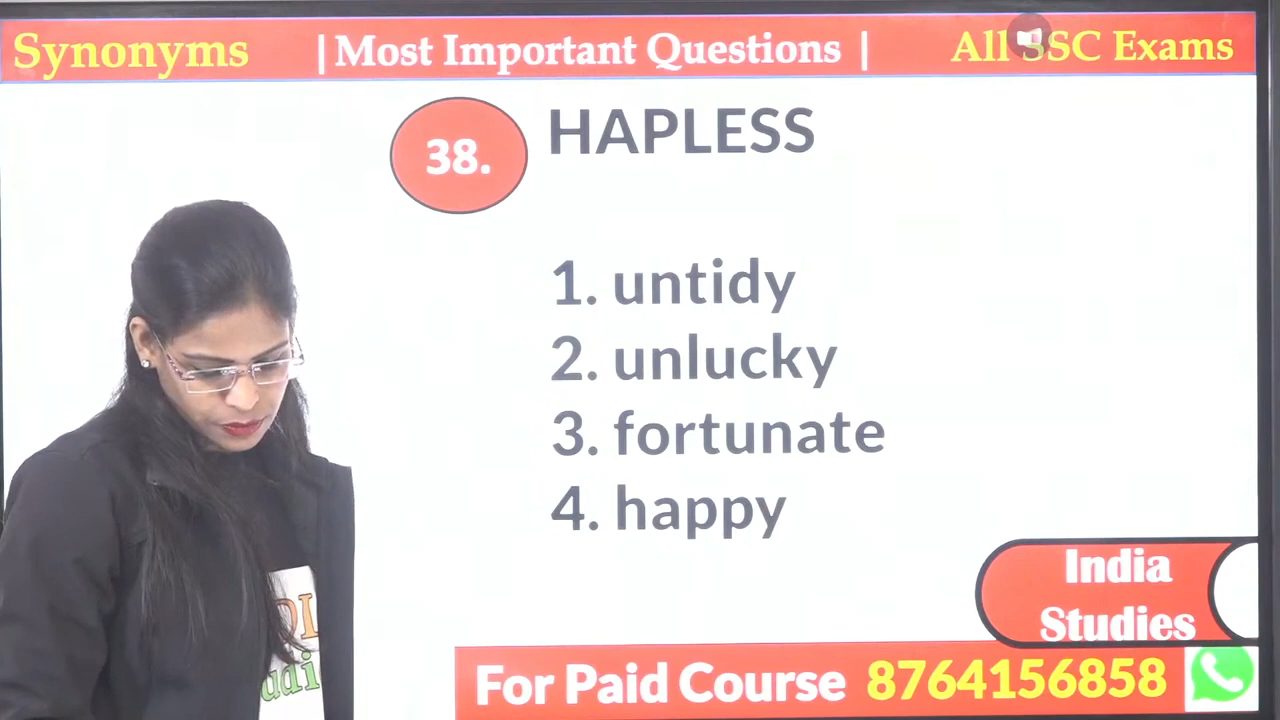 Synonyms |Most Important Questions | All SSC Exams
38. HAPLESS
1. untidy
2. unlucky
3. fortunate
4. happy
India
Studies
For Paid Course 8764156858